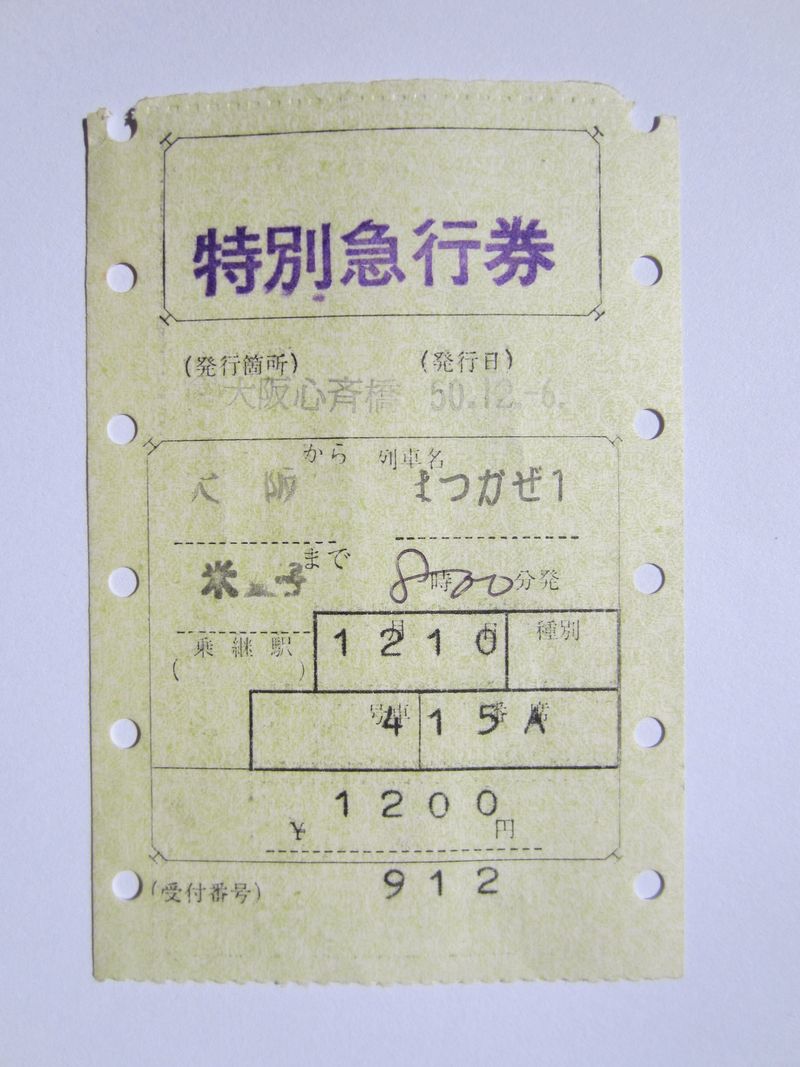 特別急行券
(発行箇所) (発行日)
大阪心斉橋 50.12.-6.
から 列車名
大阪 まつかぜ1
まで
米子 8時00分発
乗継駅 月 日 種別
( ) 1210
号車 番席
415A
1200
¥ 円
(受付番号) 912